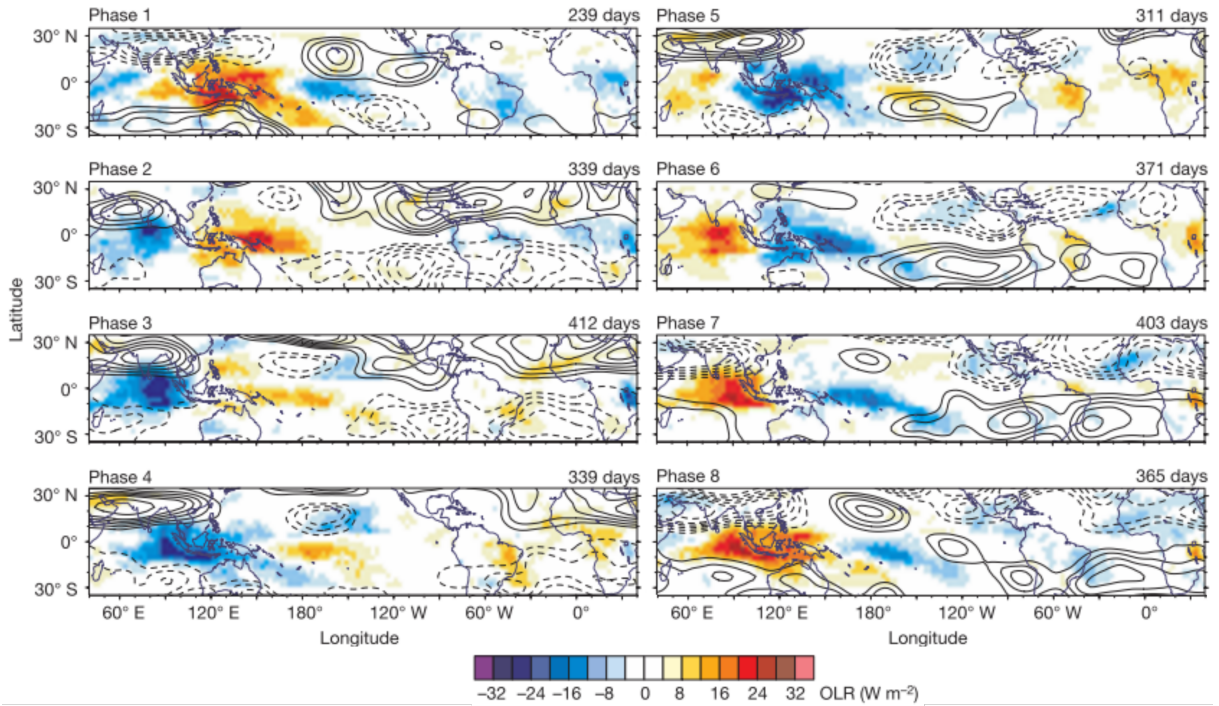 Phase 1 239 days
30° N
0°
30° S
Phase 5 311 days
Phase 2 339 days
30° N
0°
30° S
Phase 6 371 days
Phase 3 412 days
30° N
0°
30° S
Phase 7 403 days
Phase 4 339 days
30° N
0°
30° S
Phase 8 365 days
Latitude
60° E 120° E 180° 120° W 60° W 0°
Longitude
60° E 120° E 180° 120° W 60° W 0°
Longitude
−32 −24 −16 −8 0 8 16 24 32 OLR (W m⁻²)